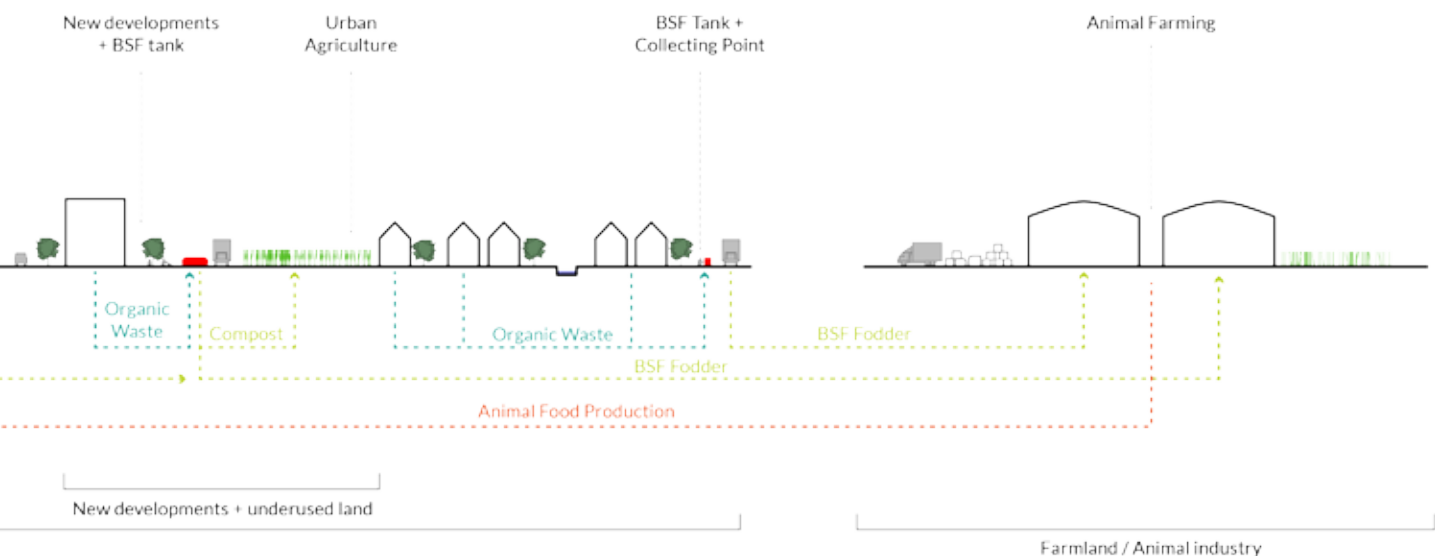 New developments
+ BSF tank
Urban
Agriculture
BSF Tank +
Collecting Point
Animal Farming
Organic
Waste
Compost
Organic Waste
BSF Fodder
BSF Fodder
Animal Food Production
New developments + underused land
Farmland / Animal industry